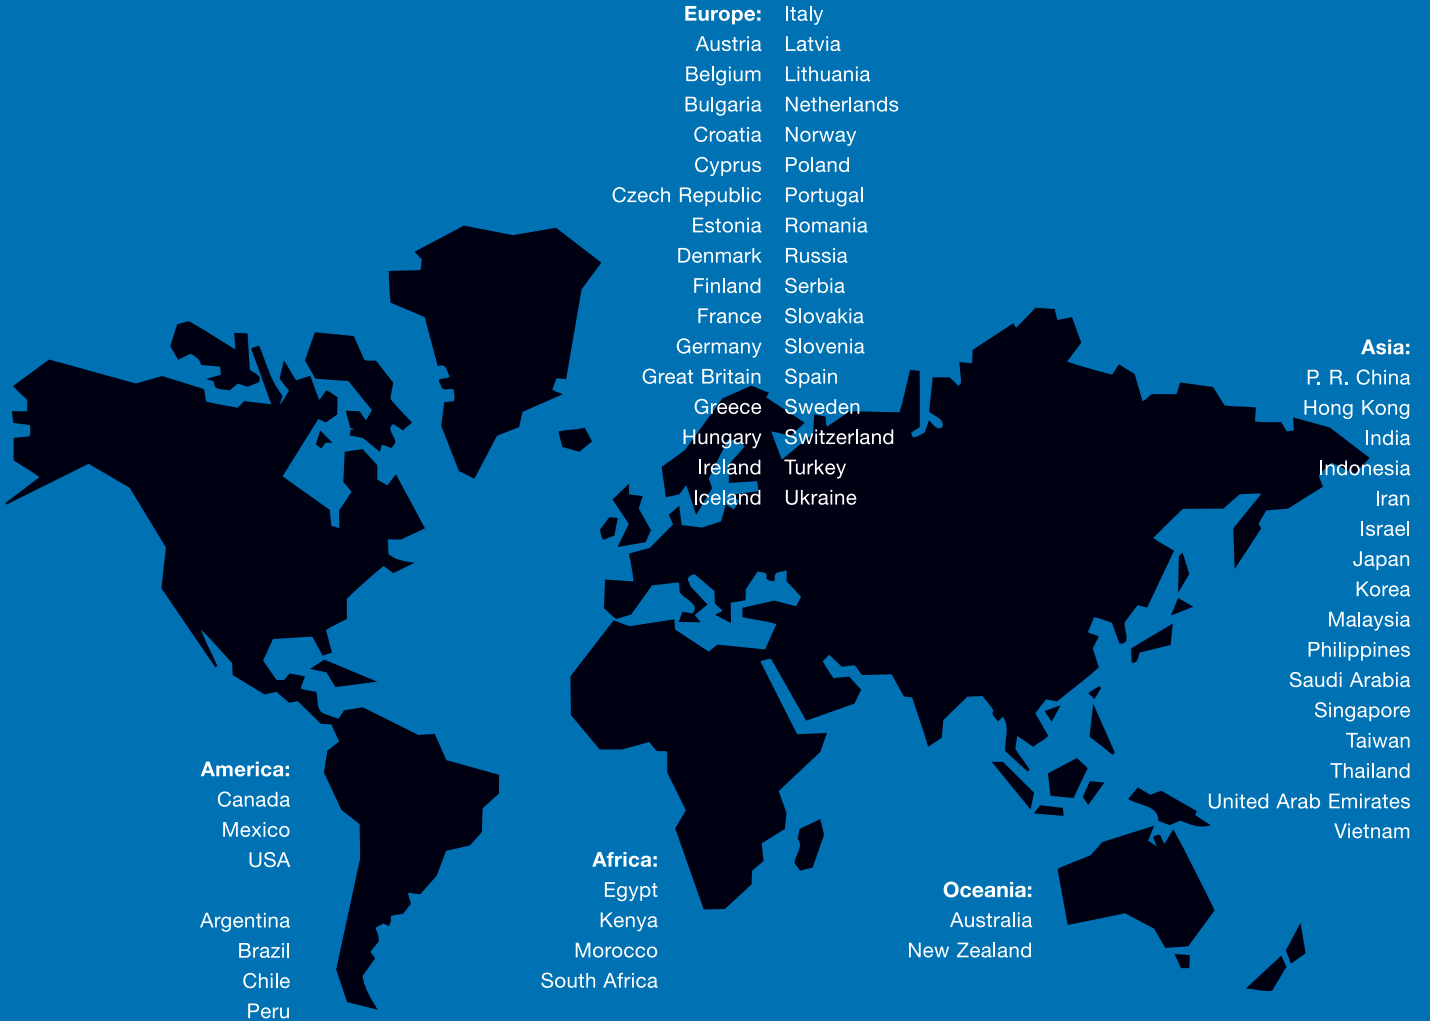 Europe:
Austria
Belgium
Bulgaria
Croatia
Cyprus
Czech Republic
Estonia
Denmark
Finland
France
Germany
Great Britain
Greece
Hungary
Ireland
Iceland
Italy
Latvia
Lithuania
Netherlands
Norway
Poland
Portugal
Romania
Russia
Serbia
Slovakia
Slovenia
Spain
Sweden
Switzerland
Turkey
Ukraine
Asia:
P. R. China
Hong Kong
India
Indonesia
Iran
Israel
Japan
Korea
Malaysia
Philippines
Saudi Arabia
Singapore
Taiwan
Thailand
United Arab Emirates
Vietnam
America:
Canada
Mexico
USA
Argentina
Brazil
Chile
Peru
Africa:
Egypt
Kenya
Morocco
South Africa
Oceania:
Australia
New Zealand